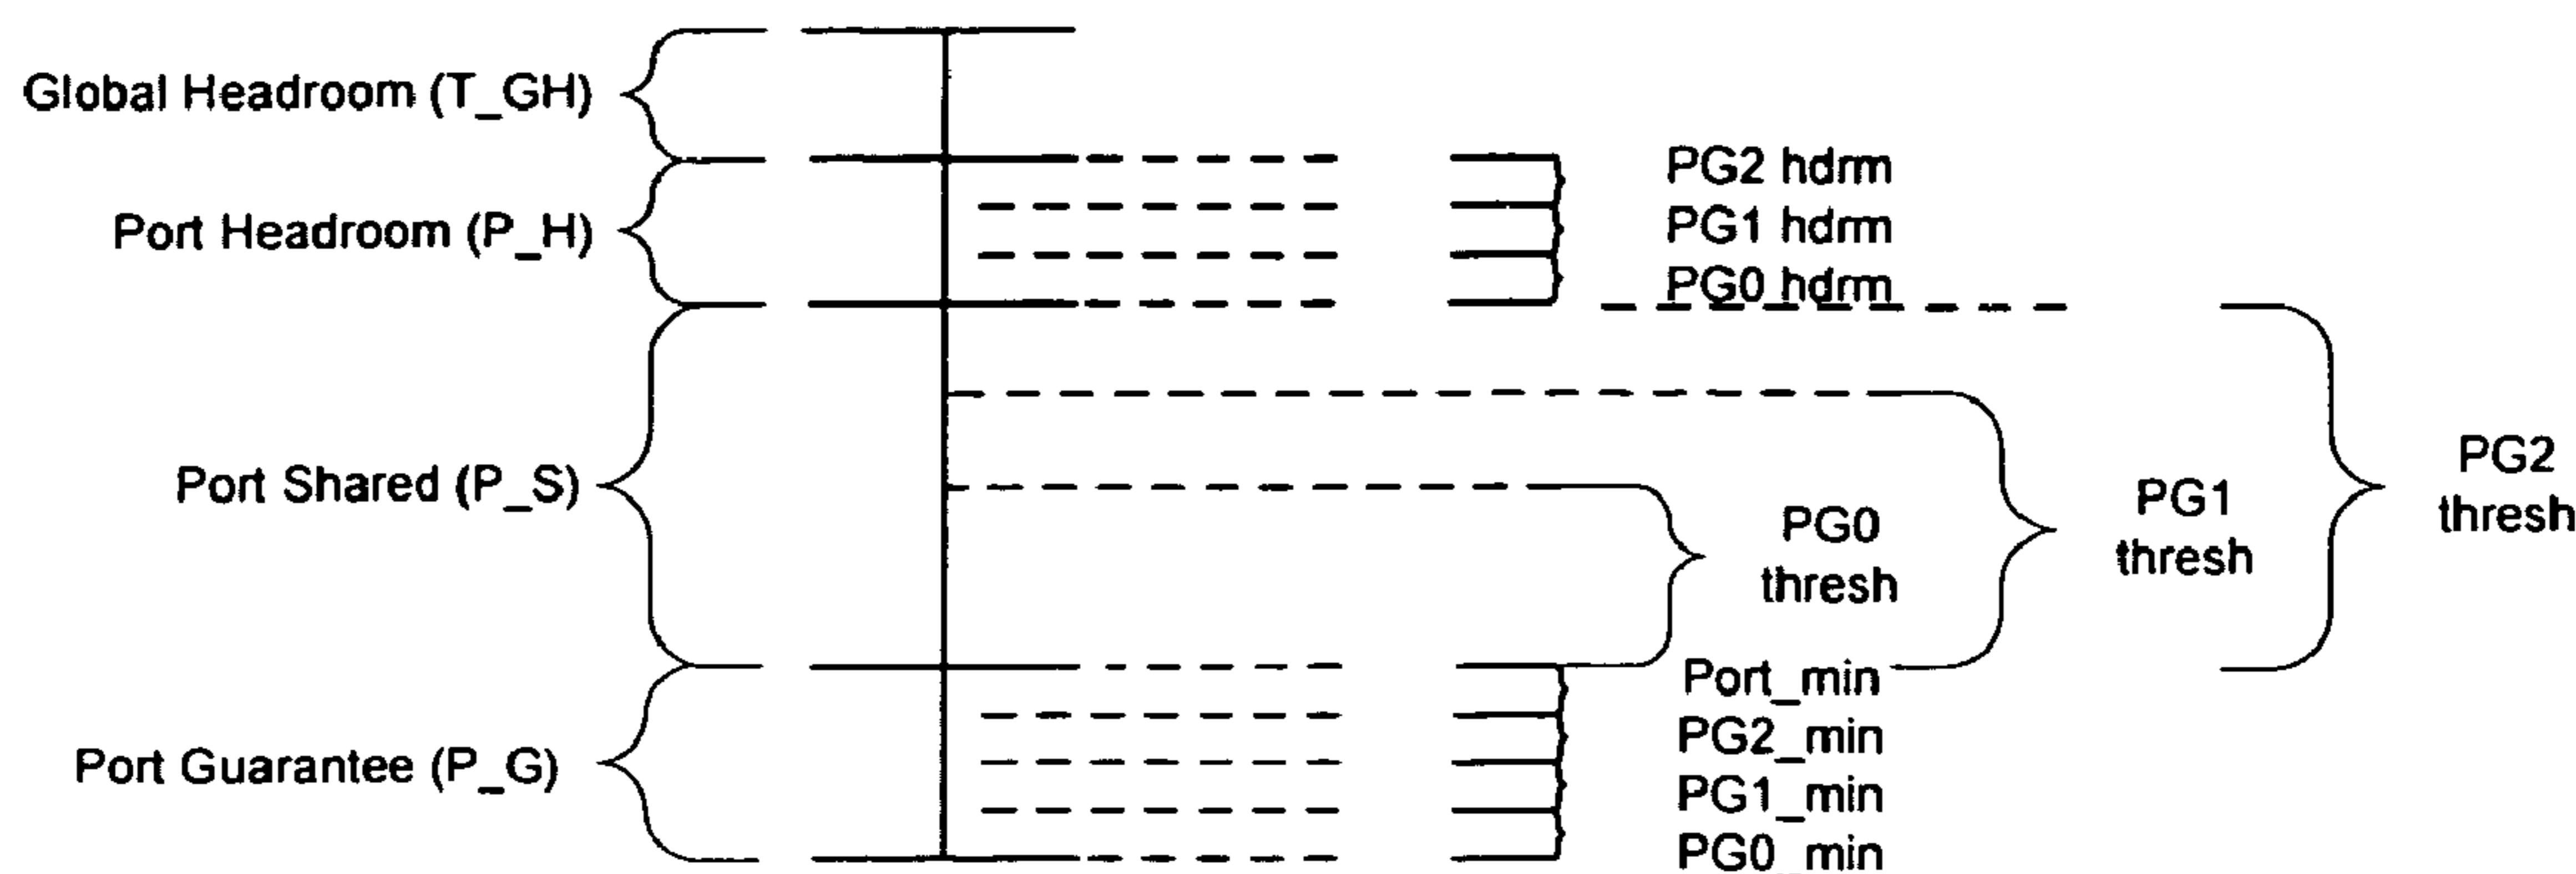 Global Headroom (T_GH)
Port Headroom (P_H)
Port Shared (P_S)
Port Guarantee (P_G)
PG2 hdrm
PG1 hdrm
PG0 hdrm
PG0
thresh
PG1
thresh
PG2
thresh
Port_min
PG2_min
PG1_min
PG0_min